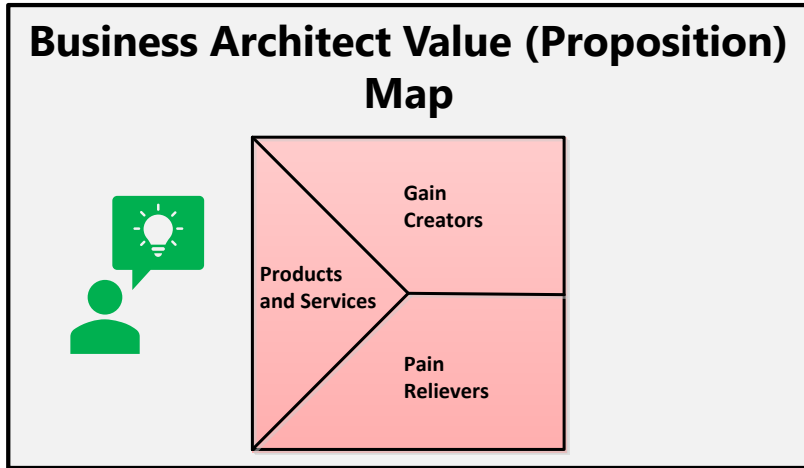 Business Architect Value (Proposition)
Map
Gain
Creators
Products
and Services
Pain
Relievers